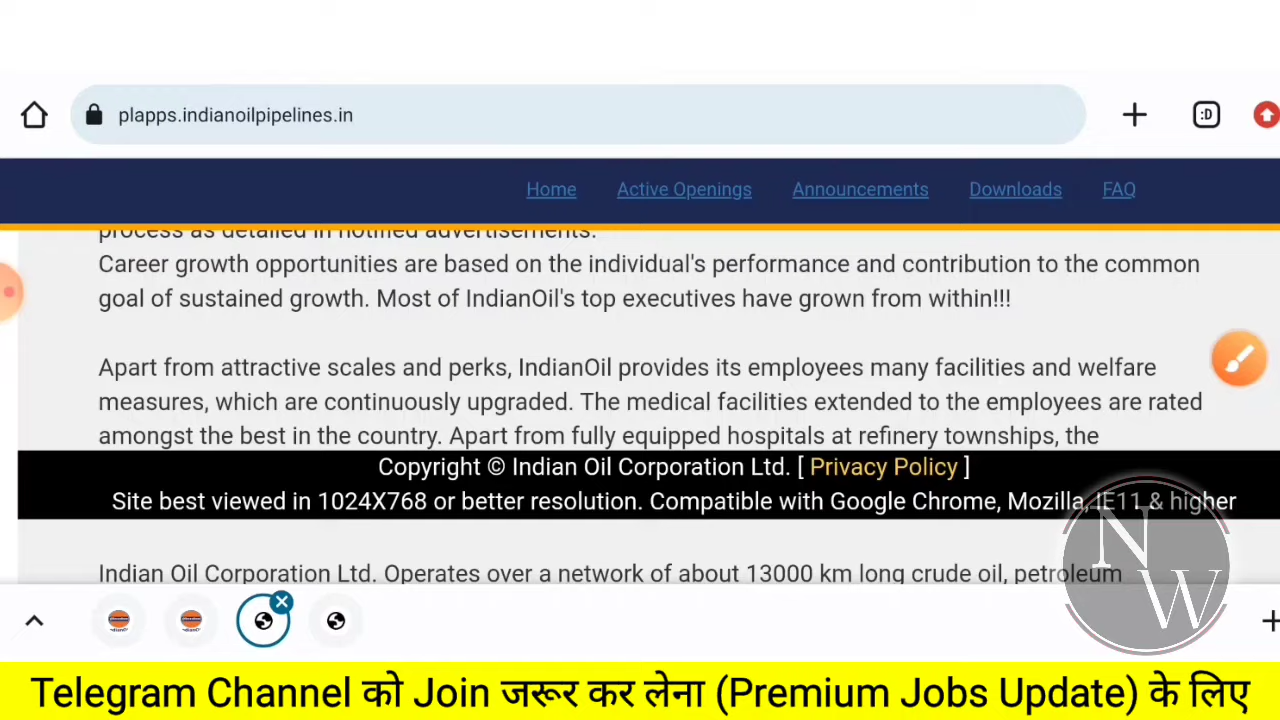 :D
plapps.indianoilpipelines.in
Home Active Openings Announcements Downloads FAQ
process as detailed in notified advertisements.
Career growth opportunities are based on the individual's performance and contribution to the common
goal of sustained growth. Most of IndianOil's top executives have grown from within!!!
Apart from attractive scales and perks, IndianOil provides its employees many facilities and welfare
measures, which are continuously upgraded. The medical facilities extended to the employees are rated
amongst the best in the country. Apart from fully equipped hospitals at refinery townships, the
Copyright © Indian Oil Corporation Ltd. [ Privacy Policy ]
Site best viewed in 1024X768 or better resolution. Compatible with Google Chrome, Mozilla, IE11 & higher
Indian Oil Corporation Ltd. Operates over a network of about 13000 km long crude oil, petroleum
N W
Telegram Channel को Join जरूर कर लेना (Premium Jobs Update) के लिए